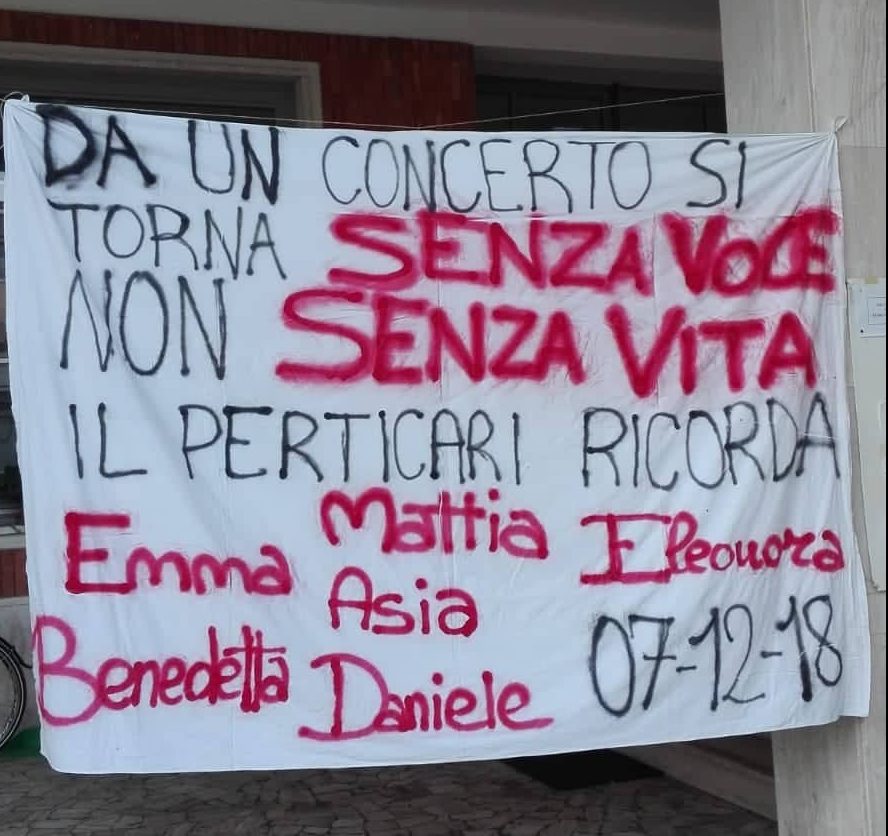 DA UN CONCERTO SI
TORNA SENZA VOCE
NON SENZA VITA
IL PERTICARI RICORDA
Emma Mattia Eleonora
Asia
Benedetta Daniele 07-12-18